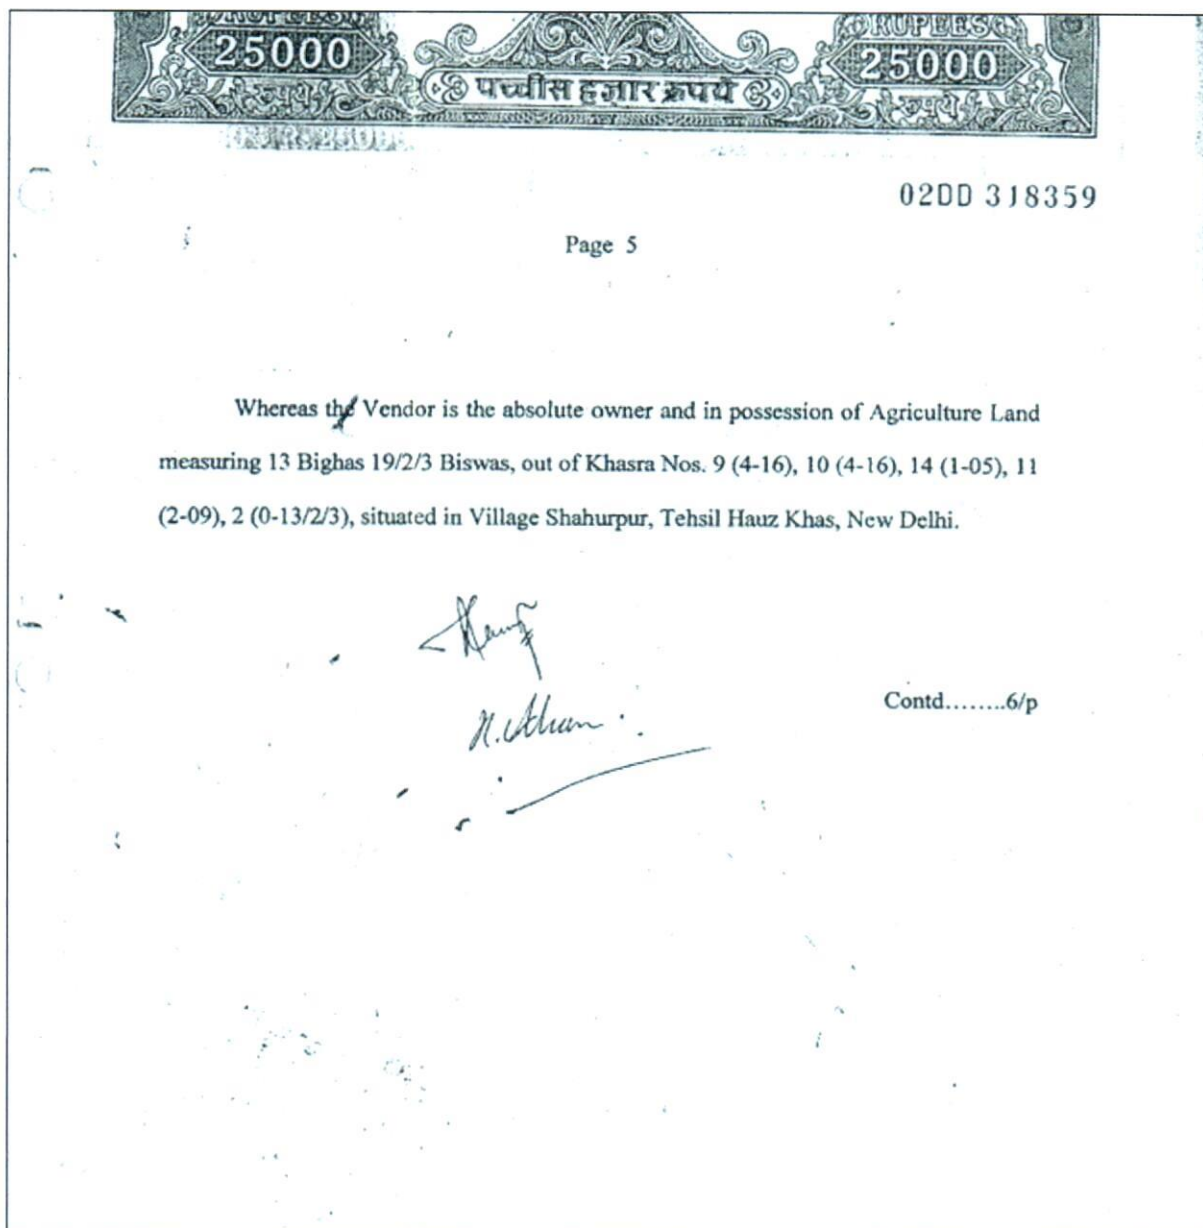 RUPEES RUPEES
25000 25000
पच्चीस हज़ार रुपये
रुपये रुपये
02DD 318359
Page 5
Whereas the Vendor is the absolute owner and in possession of Agriculture Land
measuring 13 Bighas 19/2/3 Biswas, out of Khasra Nos. 9 (4-16), 10 (4-16), 14 (1-05), 11
(2-09), 2 (0-13/2/3), situated in Village Shahurpur, Tehsil Hauz Khas, New Delhi.
Contd........6/p